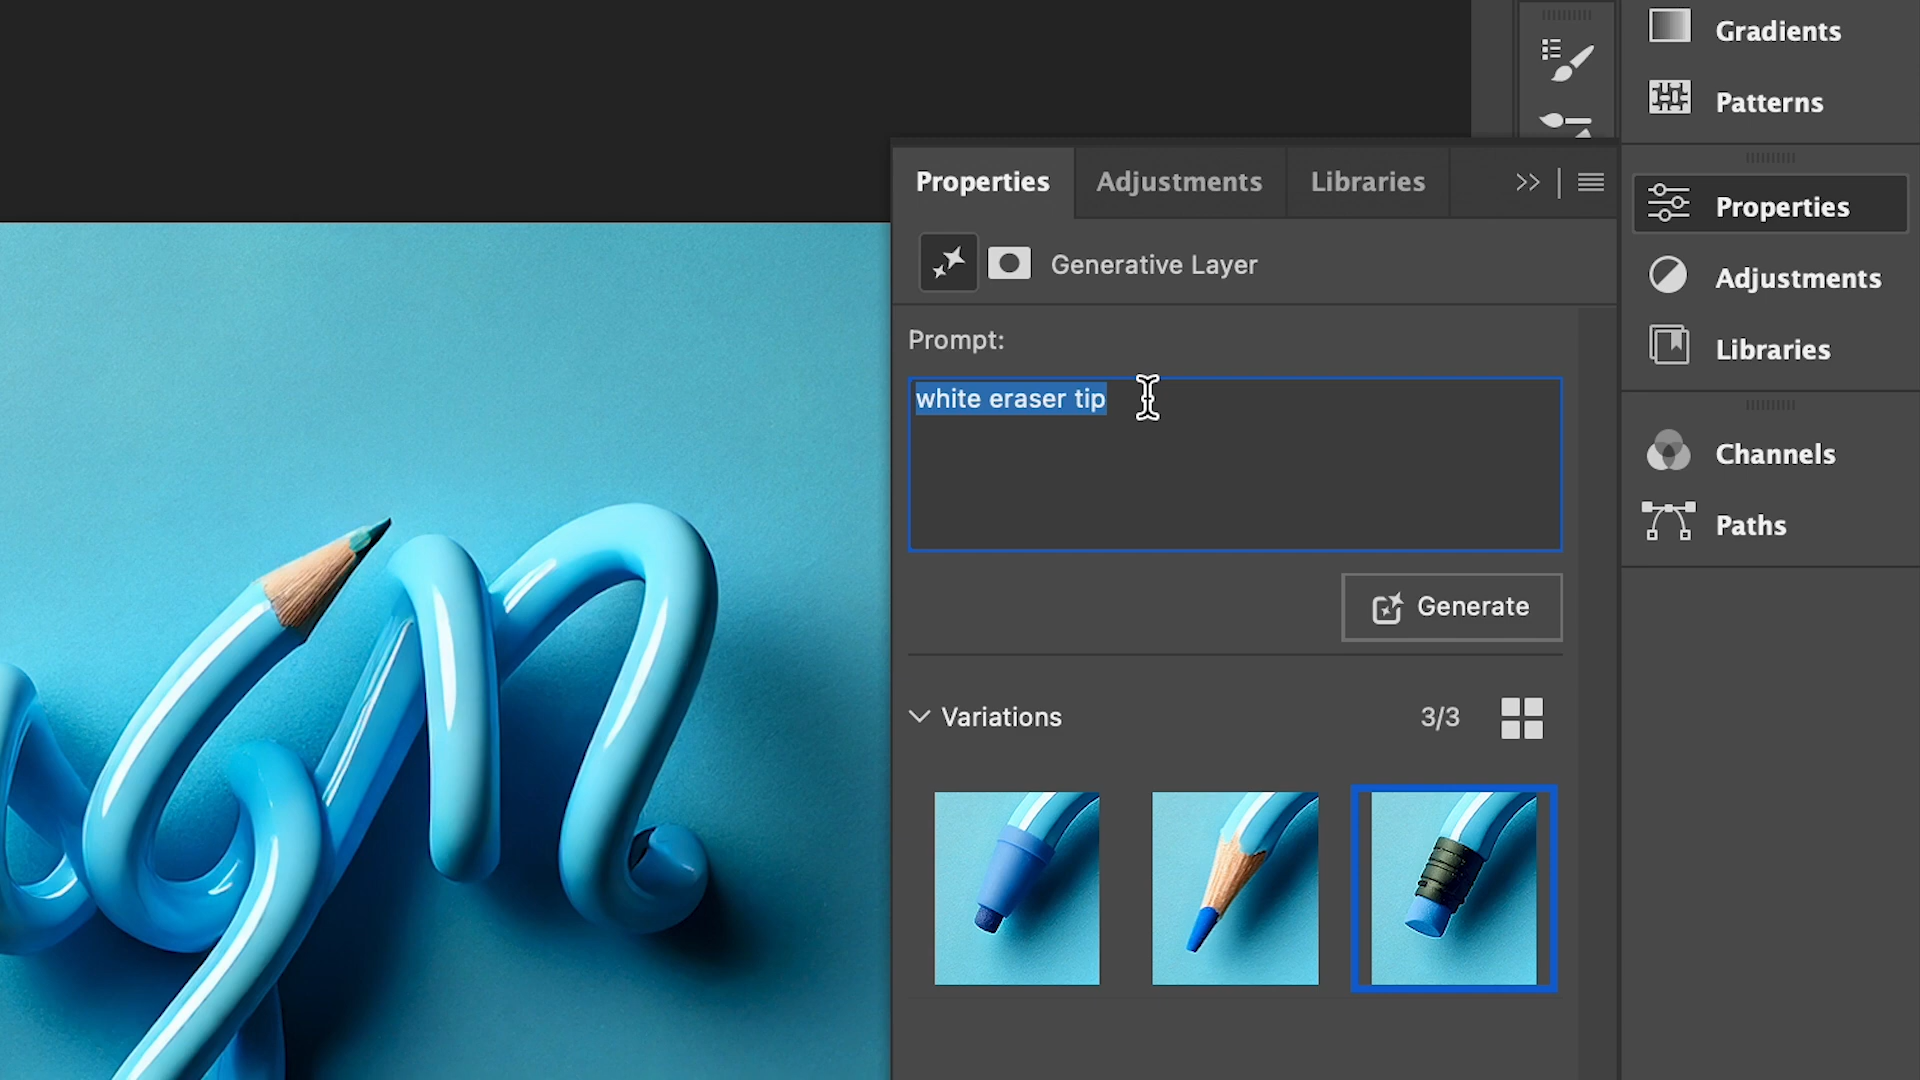 Gradients
Patterns
Properties
Adjustments
Libraries
Generative Layer
Prompt:
white eraser tip
Generate
Variations
3/3
Properties
Adjustments
Libraries
Channels
Paths